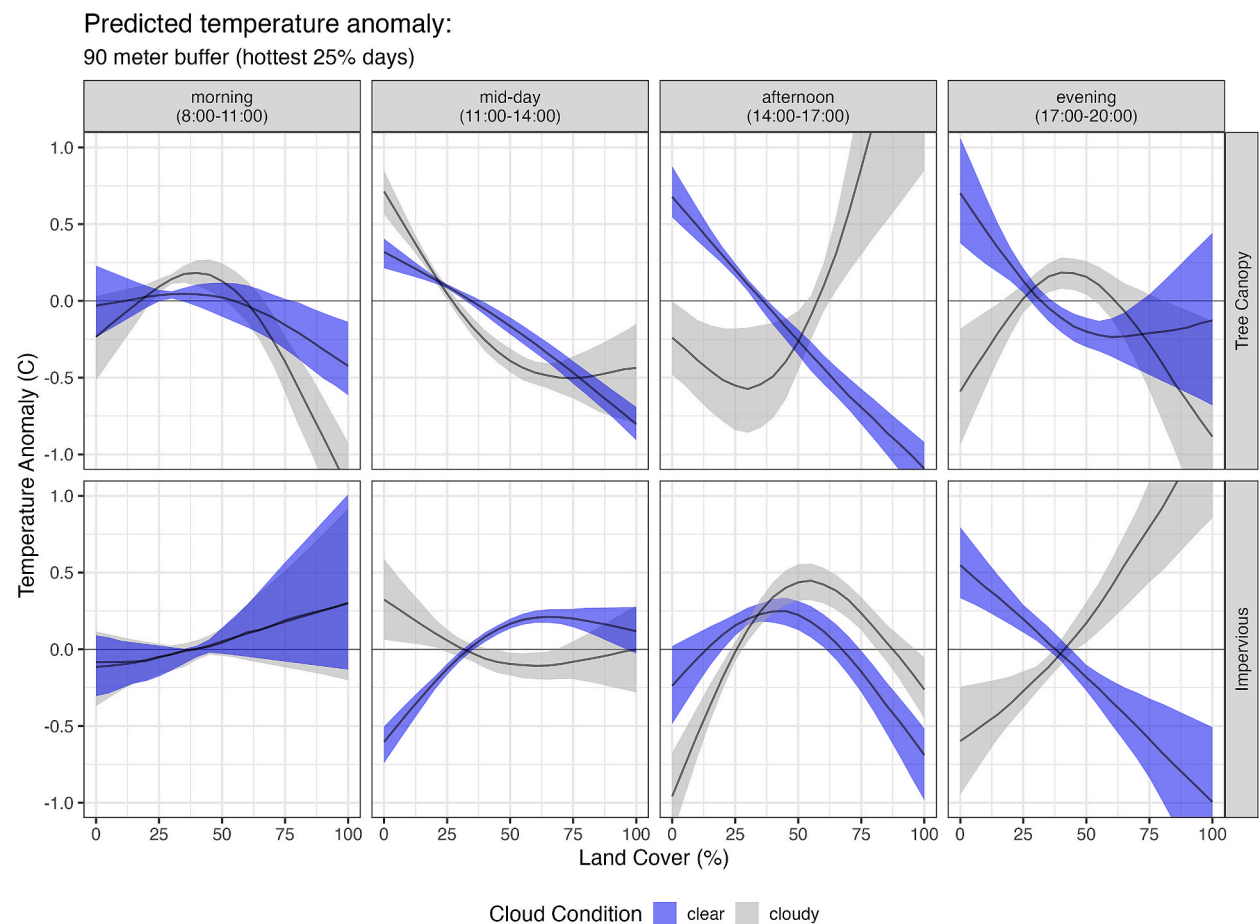 Predicted temperature anomaly:
90 meter buffer (hottest 25% days)
morning
(8:00-11:00)
mid-day
(11:00-14:00)
afternoon
(14:00-17:00)
evening
(17:00-20:00)
1.0
0.5
0.0
-0.5
-1.0
Tree Canopy
Temperature Anomaly (C)
1.0
0.5
0.0
-0.5
-1.0
Impervious
0 25 50 75 100
0 25 50 75 100
0 25 50 75 100
0 25 50 75 100
Land Cover (%)
Cloud Condition clear cloudy